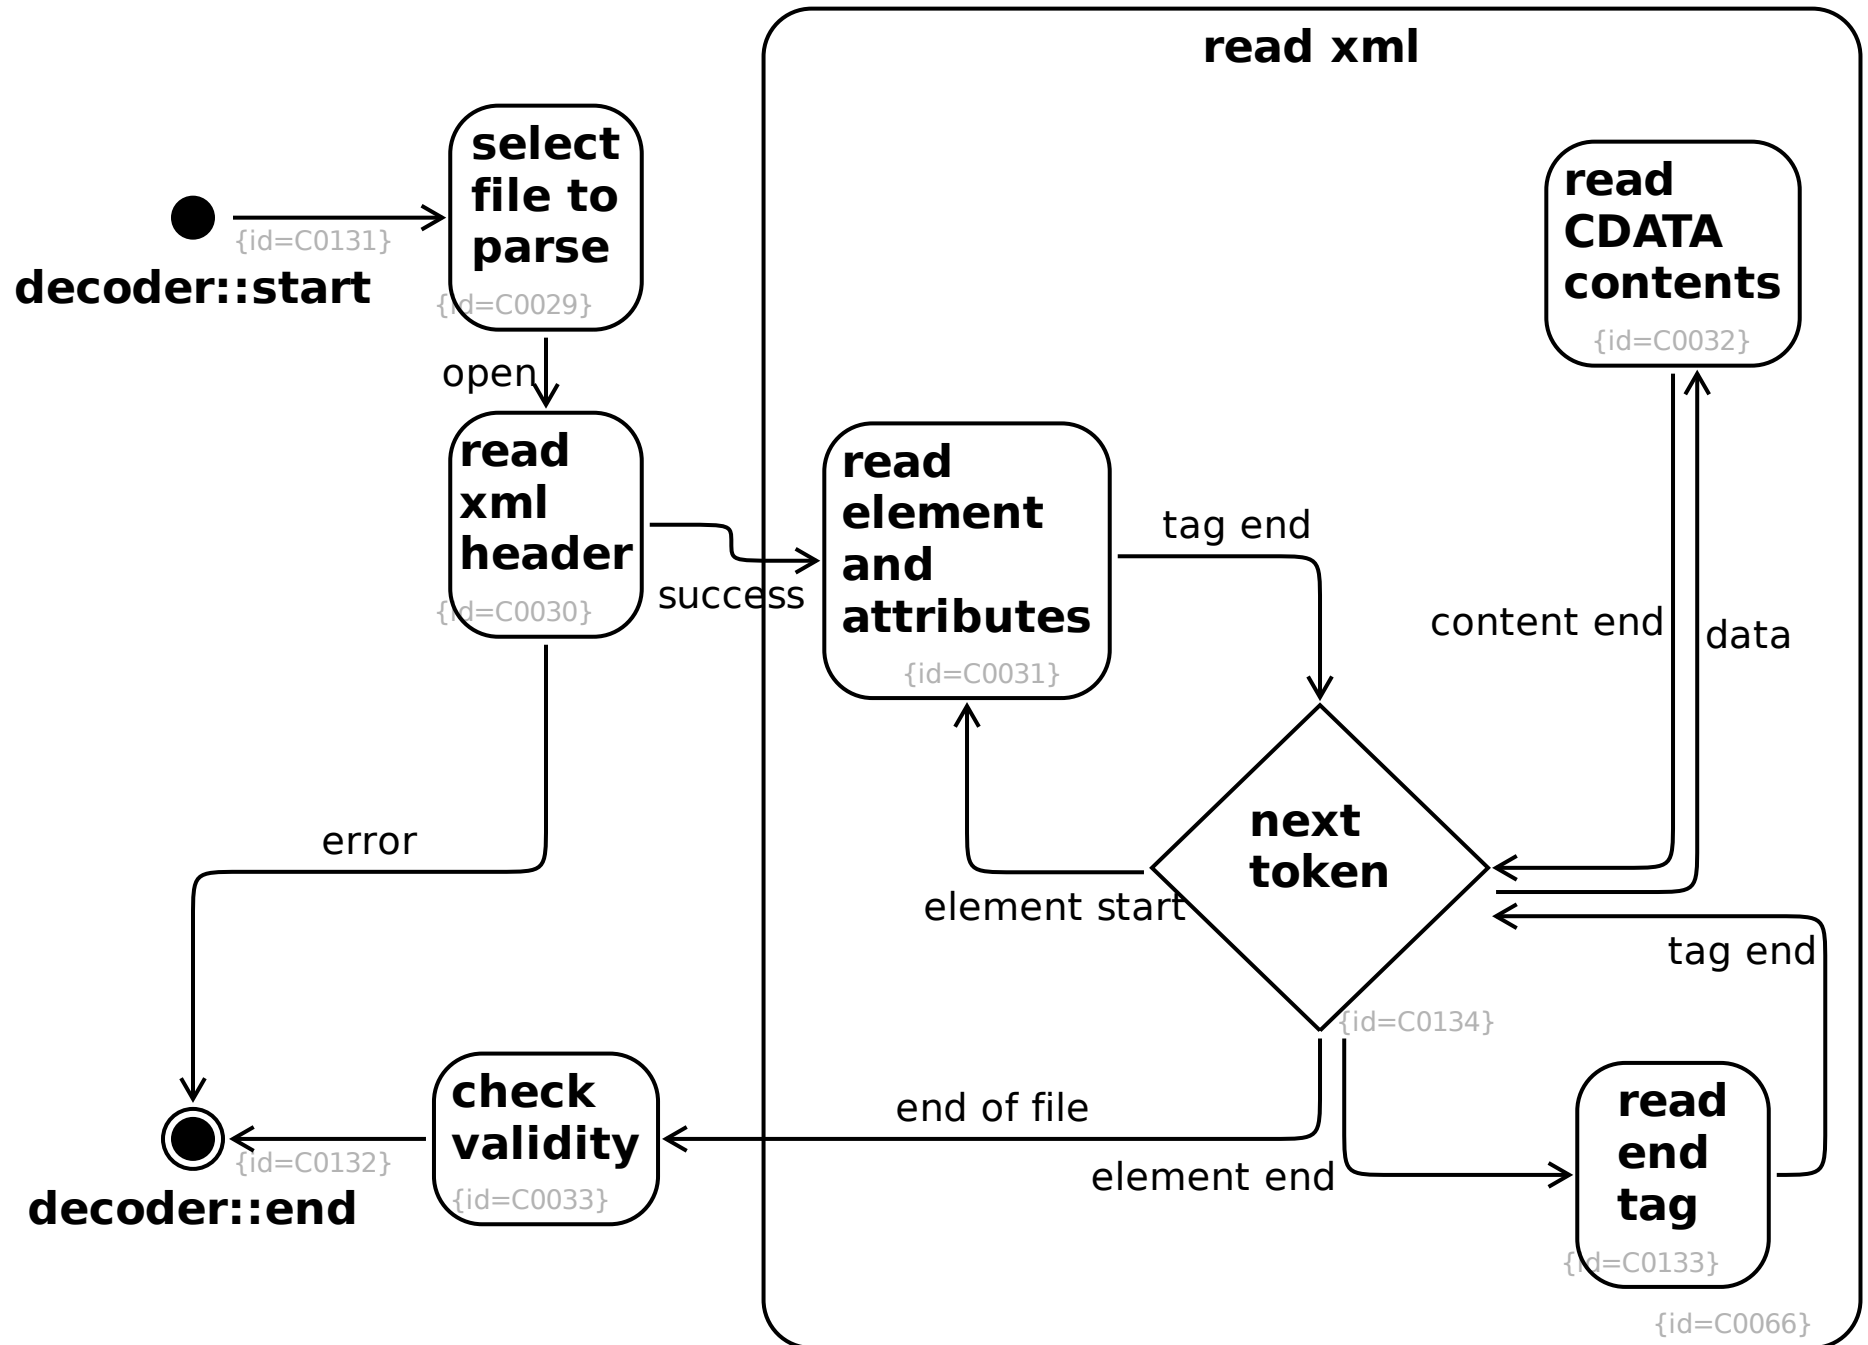 read xml
select
file to
parse
{id=C0029}
{id=C0131}
decoder::start
open
read
xml
header
{id=C0030}
success
read
CDATA
contents
{id=C0032}
read
element
and
attributes
{id=C0031}
tag end
content end
data
next
token
{id=C0134}
element start
tag end
error
end of file
element end
check
validity
{id=C0033}
{id=C0132}
decoder::end
read
end
tag
{id=C0133}
{id=C0066}